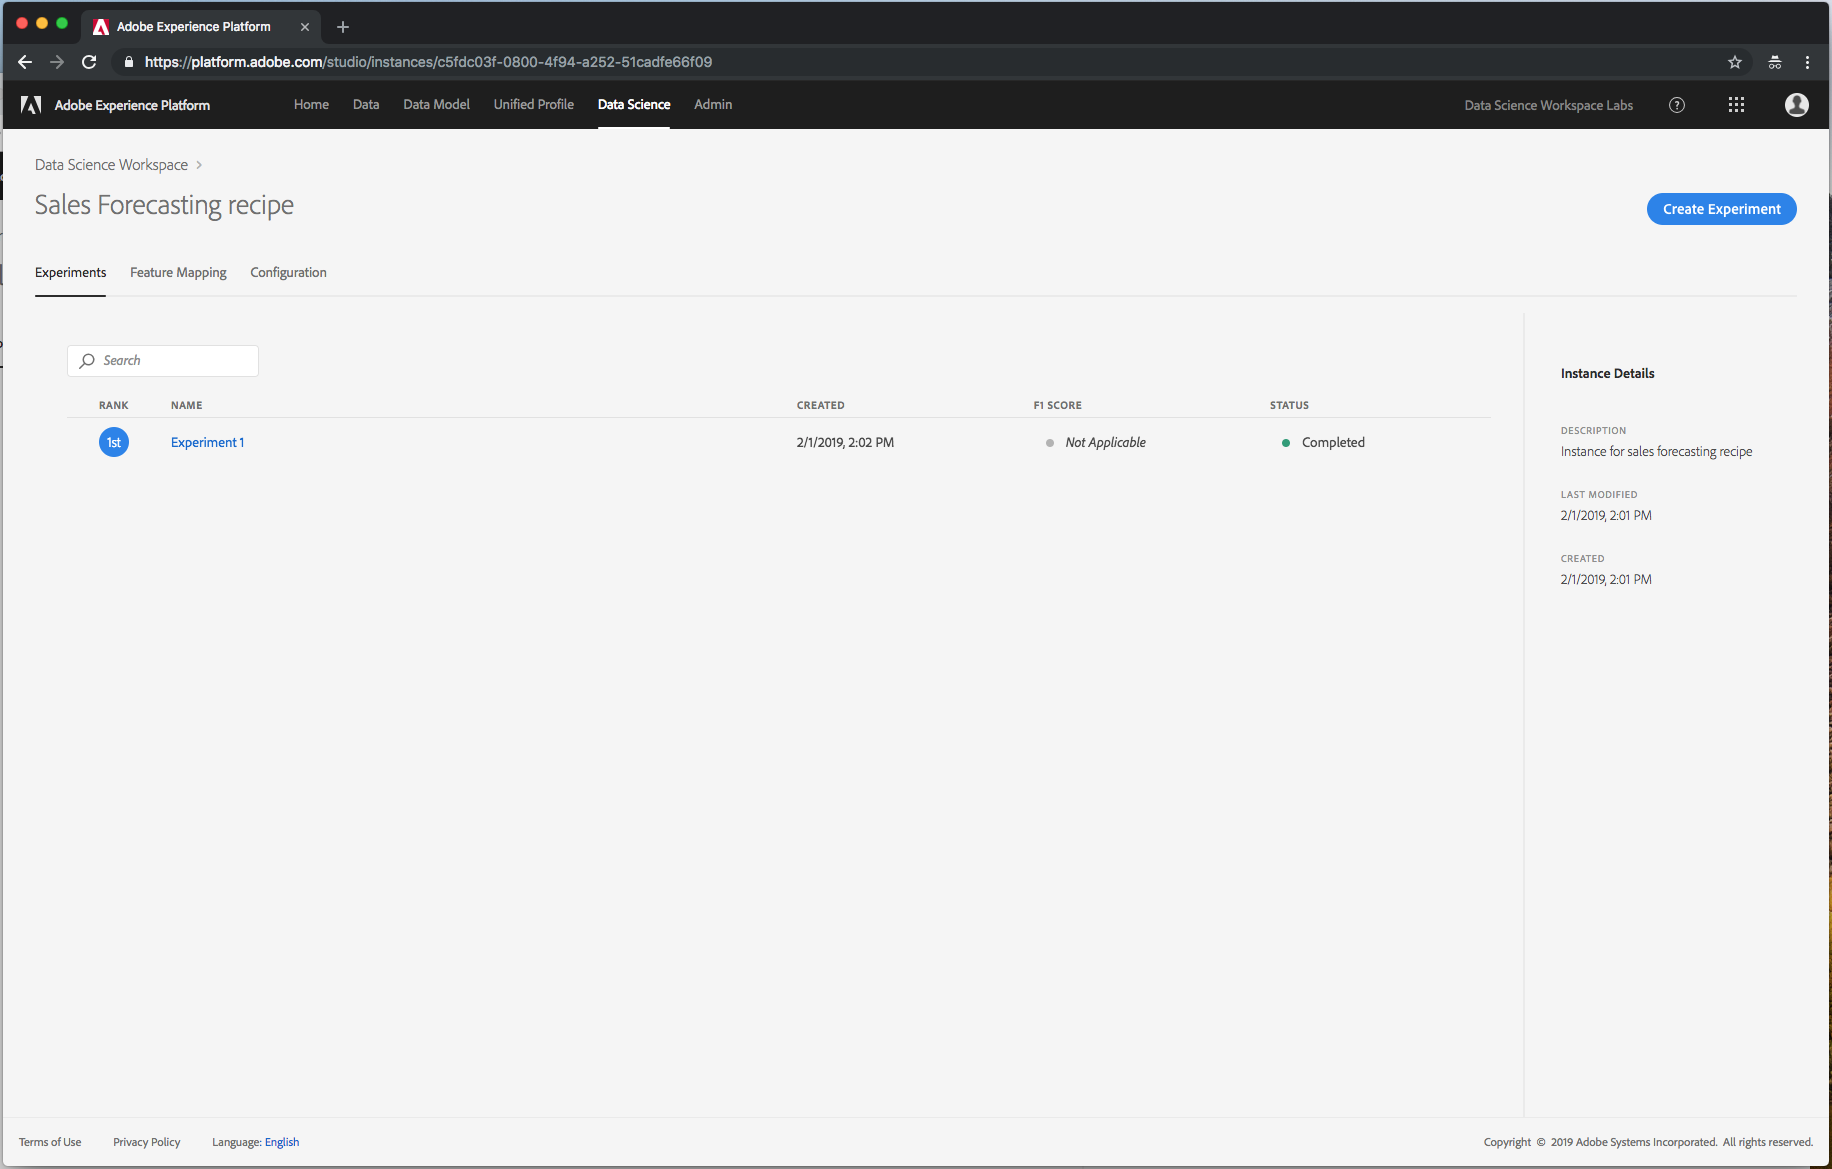 Adobe Experience Platform
https://platform.adobe.com/studio/instances/c5fdc03f-0800-4f94-a252-51cadfe66f09
Adobe Experience Platform Home Data Data Model Unified Profile Data Science Admin Data Science Workspace Labs ?
Data Science Workspace >
Sales Forecasting recipe
Create Experiment
Experiments Feature Mapping Configuration
Search
Instance Details
RANK NAME CREATED F1 SCORE STATUS
1st Experiment 1 2/1/2019, 2:02 PM Not Applicable Completed
DESCRIPTION
Instance for sales forecasting recipe
LAST MODIFIED
2/1/2019, 2:01 PM
CREATED
2/1/2019, 2:01 PM
Terms of Use Privacy Policy Language: English Copyright © 2019 Adobe Systems Incorporated. All rights reserved.